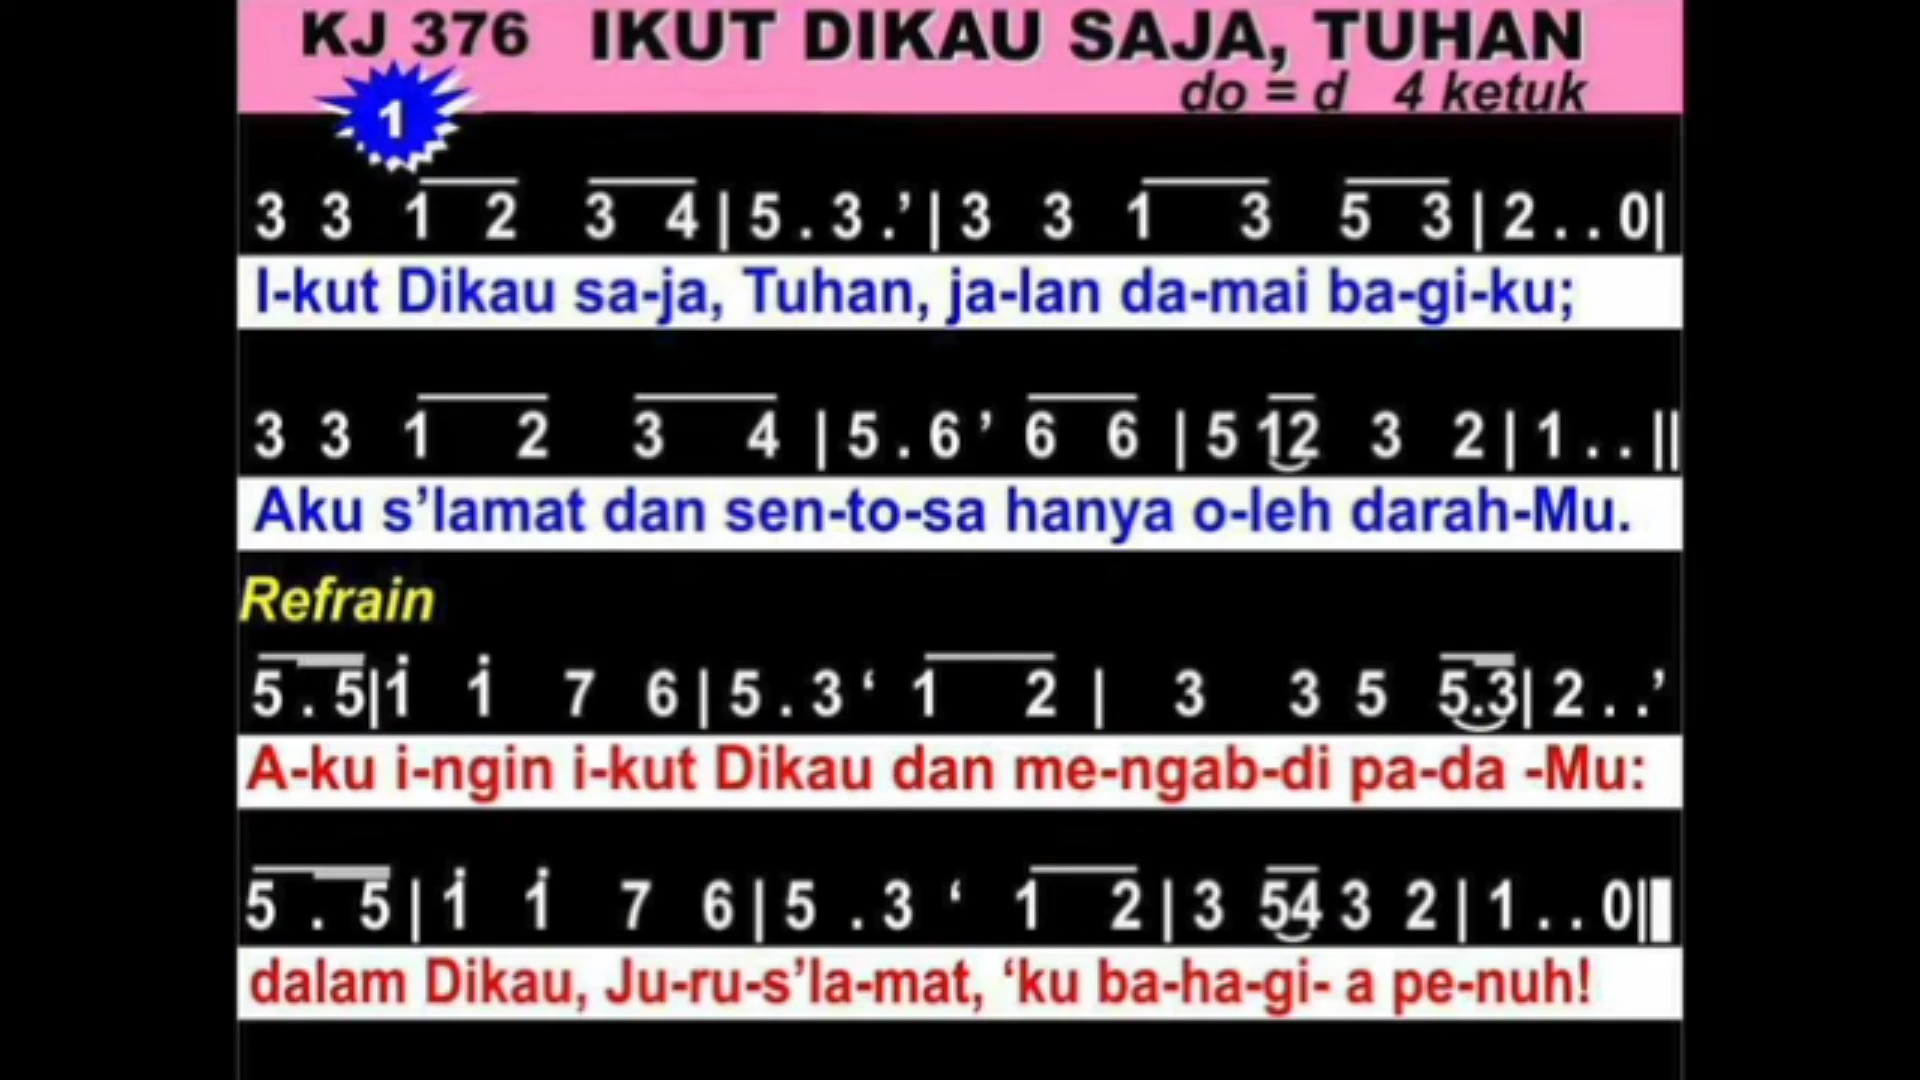 KJ 376 IKUT DIKAU SAJA, TUHAN
do = d 4 ketuk
1
3 3 1 2 3 4 | 5 . 3 .’ | 3 3 1 3 5 3 | 2 . . 0|
I-kut Dikau sa-ja, Tuhan, ja-lan da-mai ba-gi-ku;
3 3 1 2 3 4 | 5 . 6 ’ 6 6 | 5 12 3 2 | 1 . . ||
Aku s’lamat dan sen-to-sa hanya o-leh darah-Mu.
Refrain
5 . 5|1̇ 1̇ 7 6 | 5 . 3 ‘ 1 2 | 3 3 5 5.3| 2 . .’
A-ku i-ngin i-kut Dikau dan me-ngab-di pa-da -Mu:
5 . 5 | 1̇ 1̇ 7 6 | 5 . 3 ‘ 1 2 | 3 54 3 2 | 1 . . 0||
dalam Dikau, Ju-ru-s’la-mat, ‘ku ba-ha-gi- a pe-nuh!